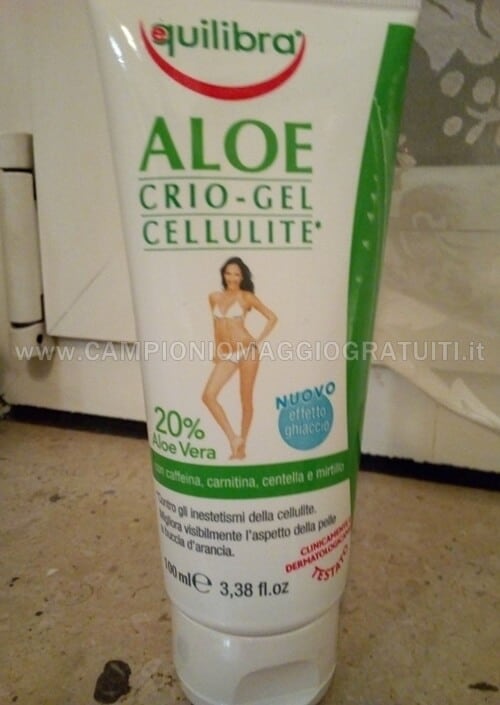 equilibra®
ALOE
CRIO-GEL
CELLULITE*
www.CAMPIONIOMAGGIOGRATUITI.it
NUOVO
effetto
ghiaccio
20%
Aloe Vera
con caffeina, carnitina, centella e mirtillo
Contro gli inestetismi della cellulite.
Migliora visibilmente l'aspetto della pelle
a buccia d'arancia.
CLINICAMENTE
DERMATOLOGICAMENTE
TESTATO
100 ml e 3,38 fl.oz